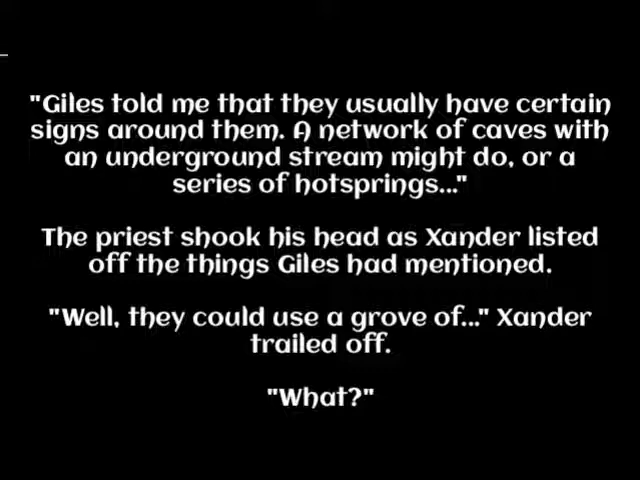 "Giles told me that they usually have certain
signs around them. A network of caves with
an underground stream might do, or a
series of hotsprings..."
The priest shook his head as Xander listed
off the things Giles had mentioned.
"Well, they could use a grove of..." Xander
trailed off.
"What?"